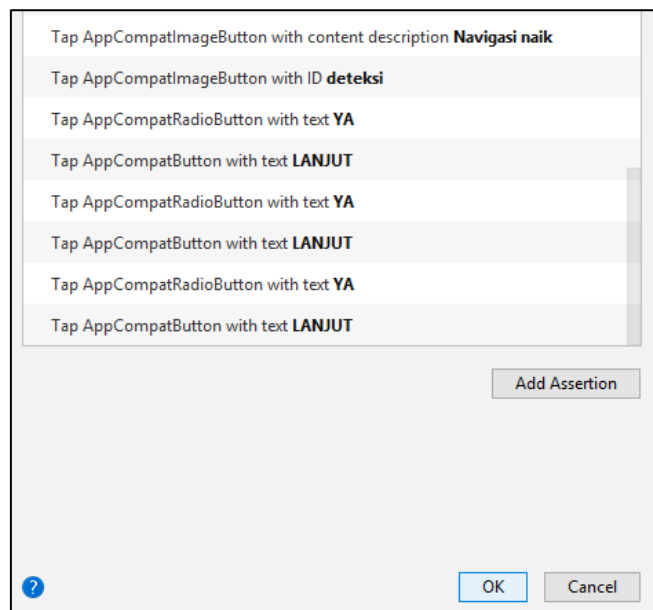 Tap AppCompatImageButton with content description Navigasi naik
Tap AppCompatImageButton with ID deteksi
Tap AppCompatRadioButton with text YA
Tap AppCompatButton with text LANJUT
Tap AppCompatRadioButton with text YA
Tap AppCompatButton with text LANJUT
Tap AppCompatRadioButton with text YA
Tap AppCompatButton with text LANJUT
Add Assertion
?
OK Cancel